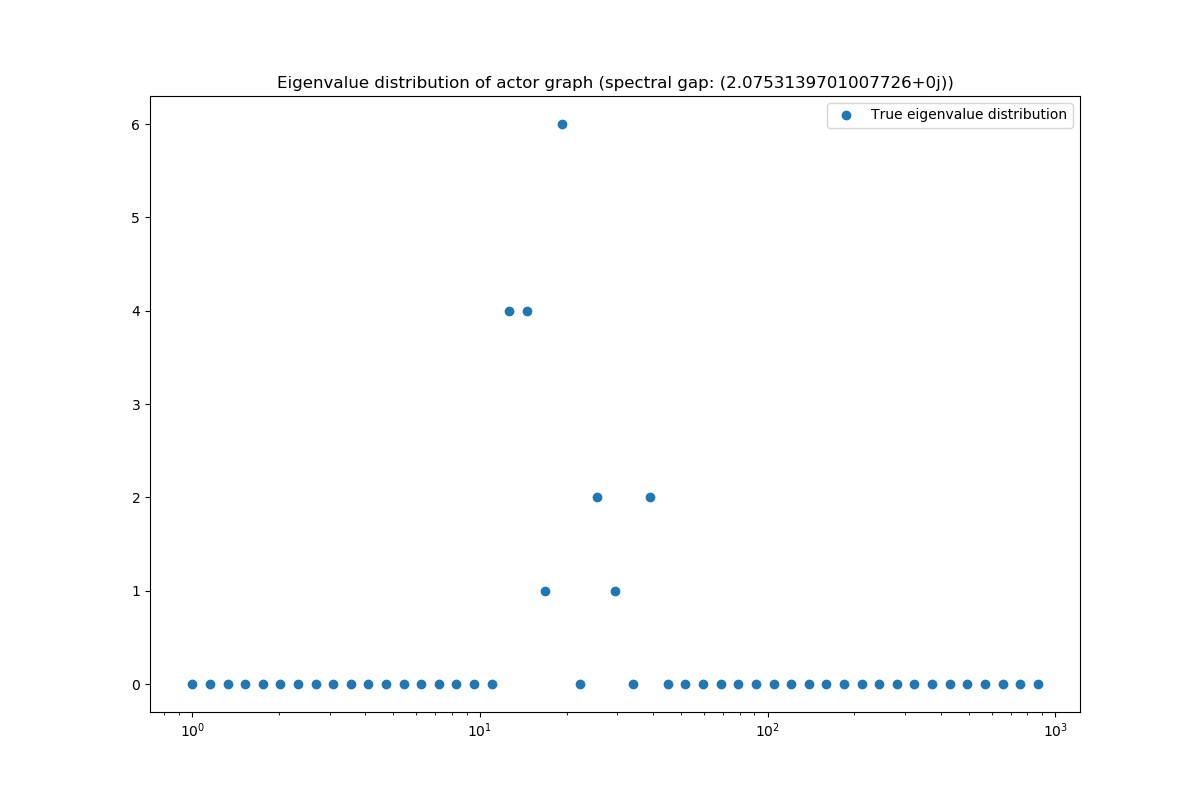 Eigenvalue distribution of actor graph (spectral gap: (2.0753139701007726+0j))
True eigenvalue distribution
6
5
4
3
2
1
0
10⁰ 10¹ 10² 10³